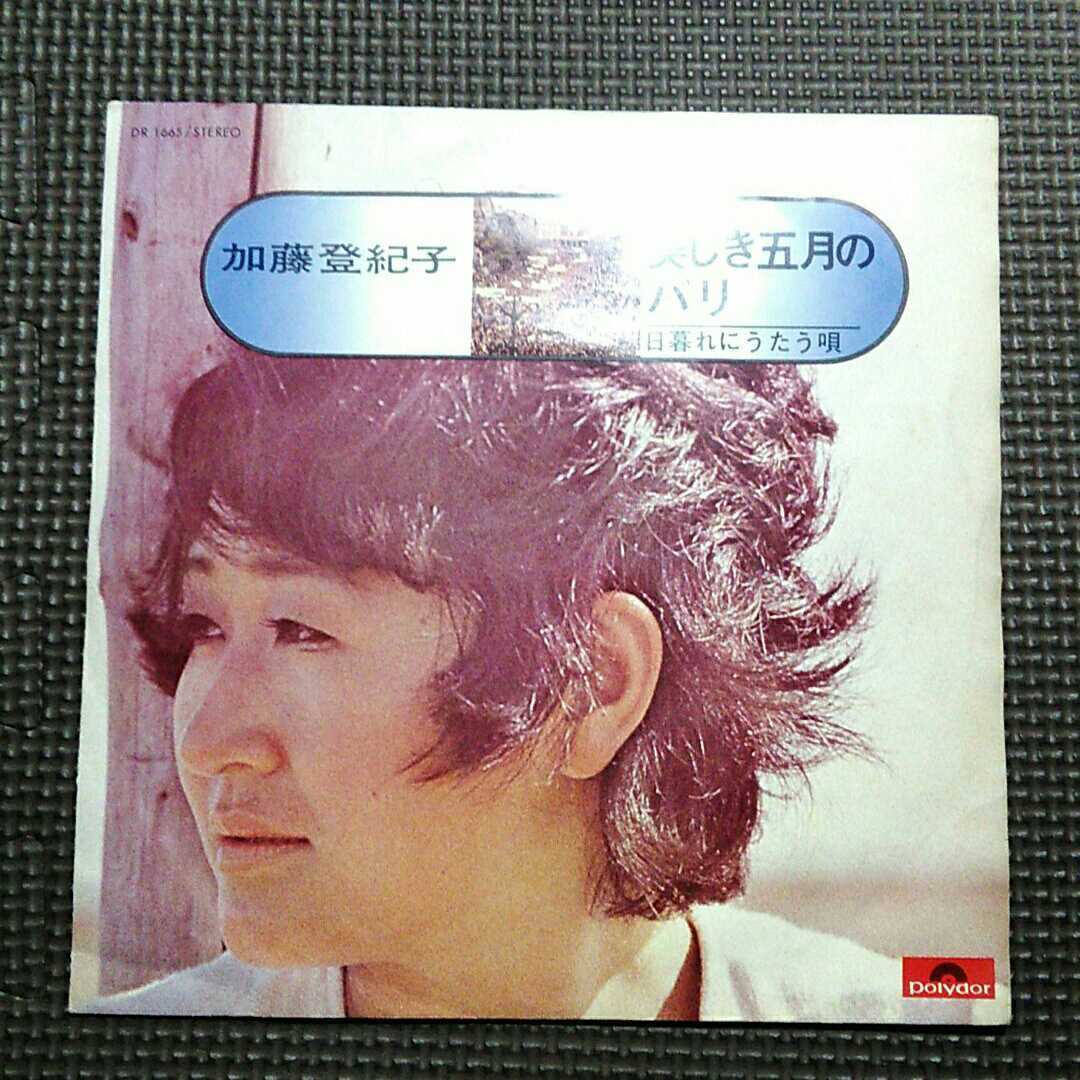 DR 1665/STEREO
加藤登紀子
美しき五月の
パリ
日暮れにうたう唄
polydor